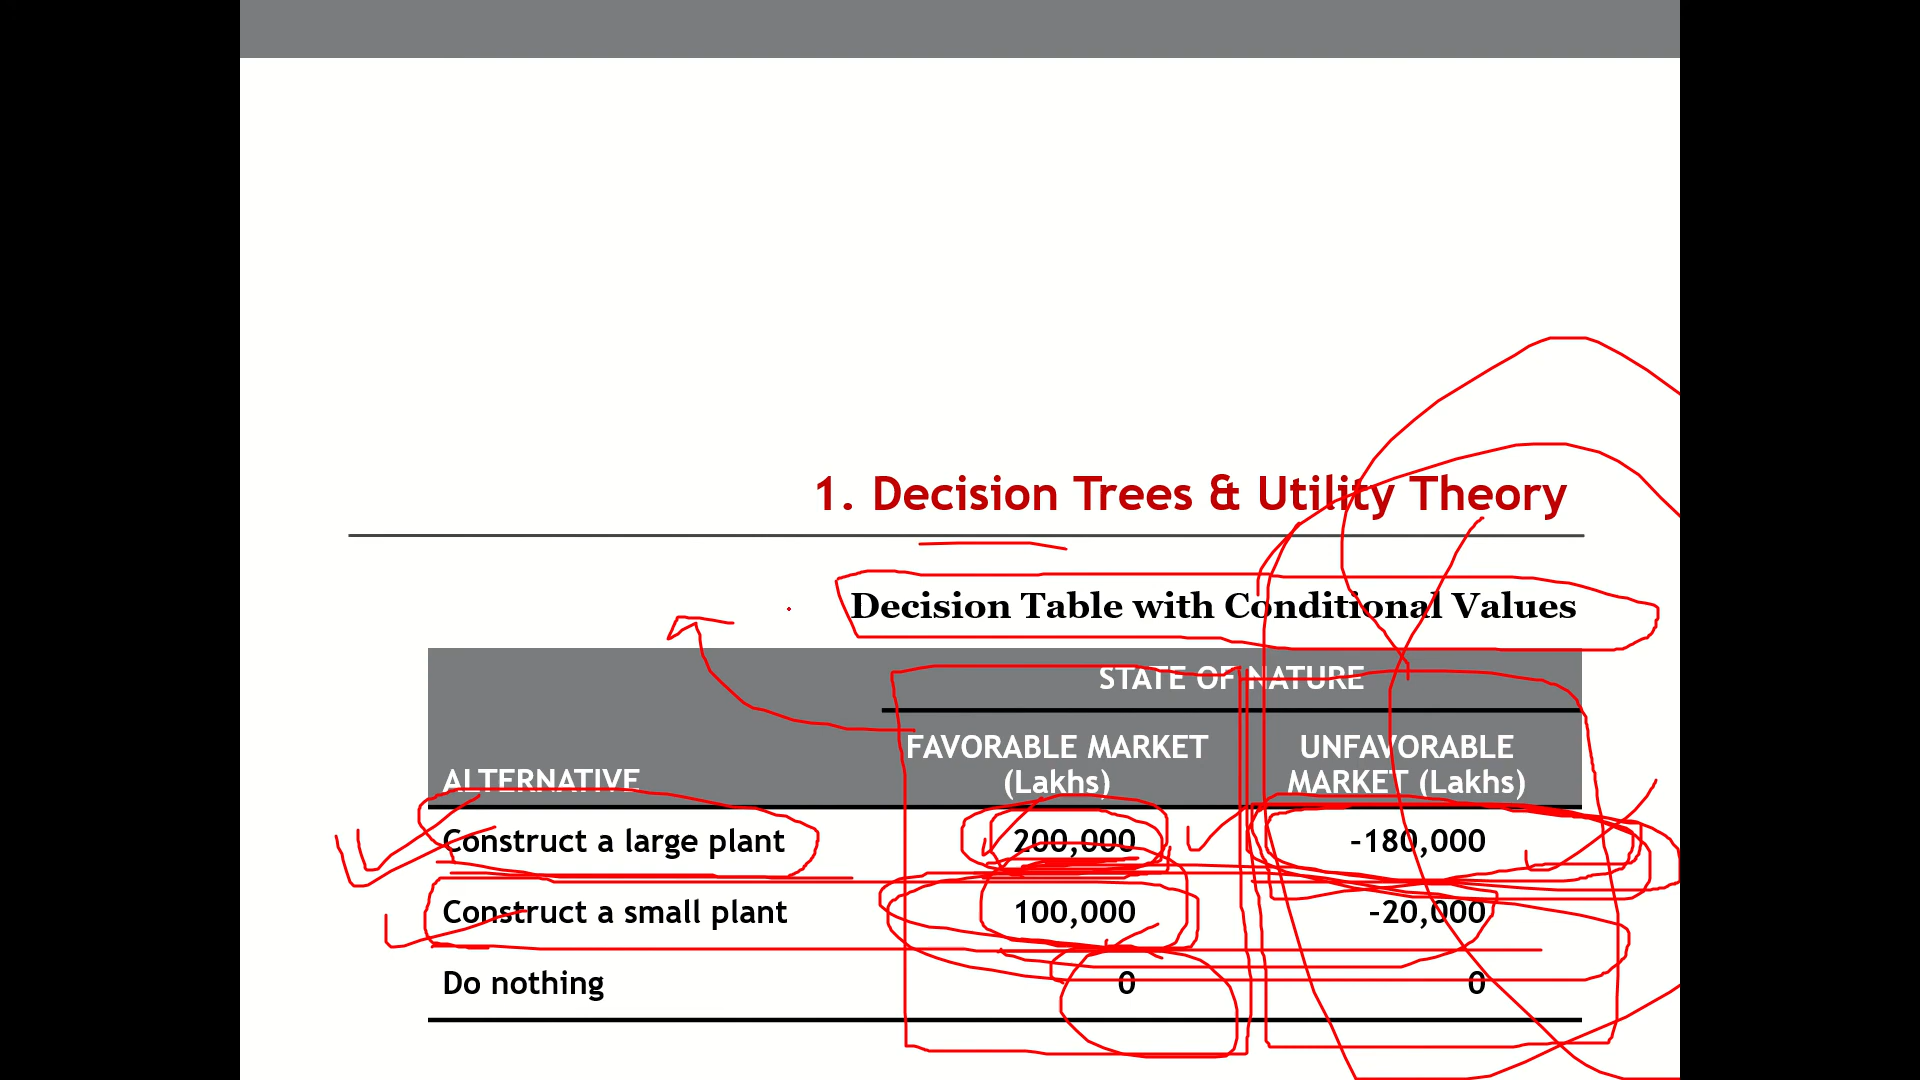 1. Decision Trees & Utility Theory
Decision Table with Conditional Values
STATE OF NATURE
ALTERNATIVE FAVORABLE MARKET (Lakhs) UNFAVORABLE MARKET (Lakhs)
Construct a large plant 200,000 -180,000
Construct a small plant 100,000 -20,000
Do nothing 0 0